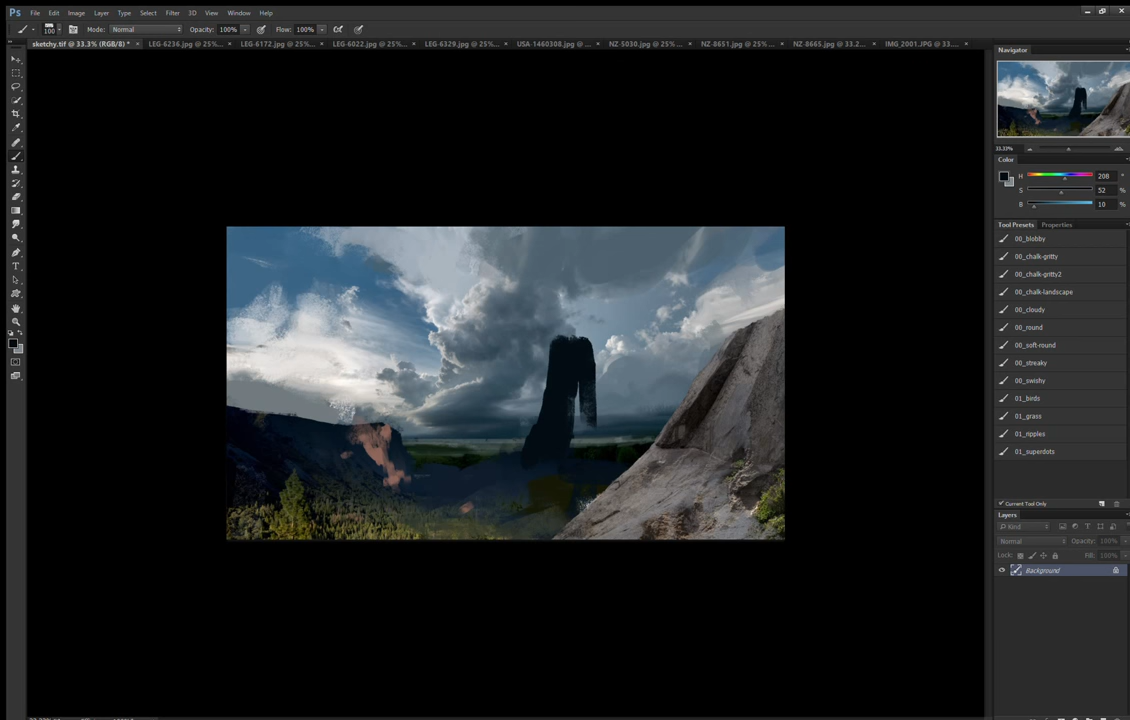 Ps File Edit Image Layer Type Select Filter 3D View Window Help
100 Mode: Normal Opacity: 100% Flow: 100%
sketchy.tif @ 33.3% (RGB/8) * × LEG-6236.jpg @ 25%... × LEG-6172.jpg @ 25%... × LEG-6022.jpg @ 25%... × LEG-6329.jpg @ 25%... × USA-1460308.jpg @ ... × NZ-5030.jpg @ 25%... × NZ-8651.jpg @ 25%... × NZ-8665.jpg @ 33.2... × IMG_2001.JPG @ 33.... ×
Navigator
33.33%
Color
H 208 °
S 52 %
B 10 %
Tool Presets Properties
00_blobby
00_chalk-gritty
00_chalk-gritty2
00_chalk-landscape
00_cloudy
00_round
00_soft-round
00_streaky
00_swishy
01_birds
01_grass
01_ripples
01_superdots
Current Tool Only
Layers
Kind
Normal Opacity: 100%
Lock: Fill: 100%
Background